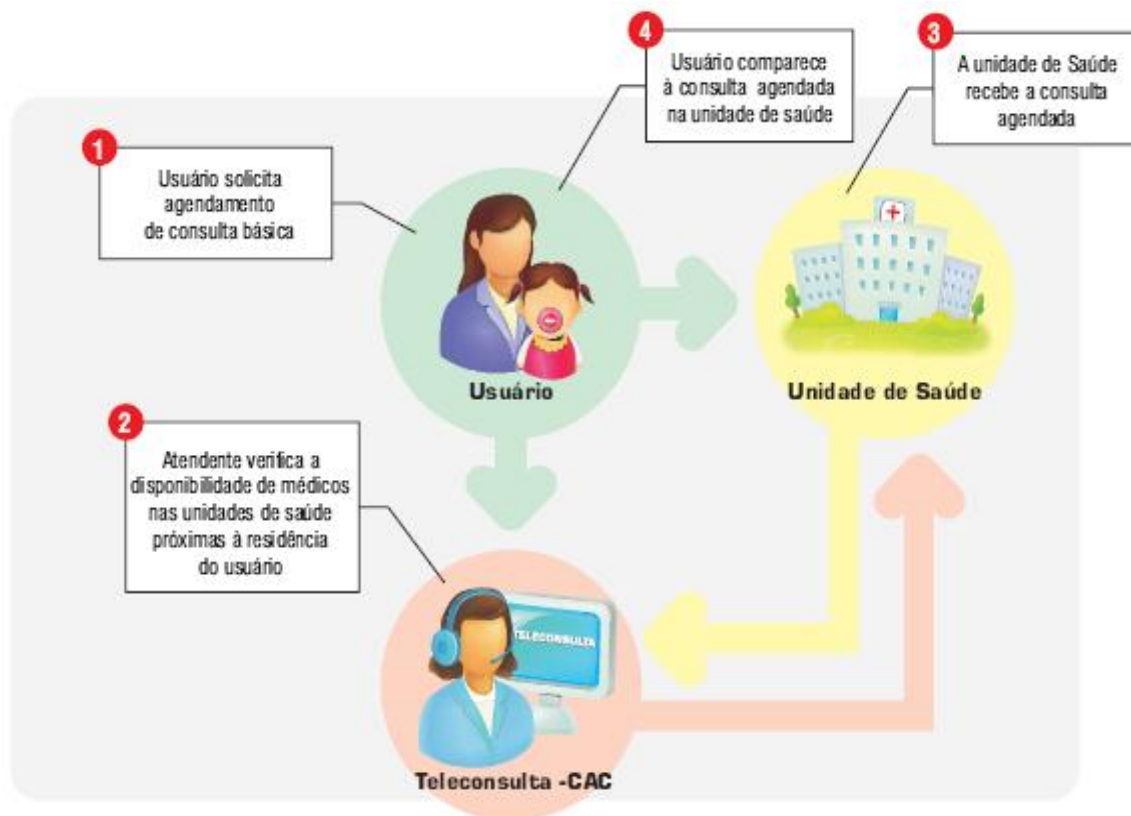 1
Usuário solicita
agendamento
de consulta básica
4
Usuário comparece
à consulta agendada
na unidade de saúde
3
A unidade de Saúde
recebe a consulta
agendada
Usuário
Unidade de Saúde
2
Atendente verifica a
disponibilidade de médicos
nas unidades de saúde
próximas à residência
do usuário
TELECONSULTA
Teleconsulta -CAC